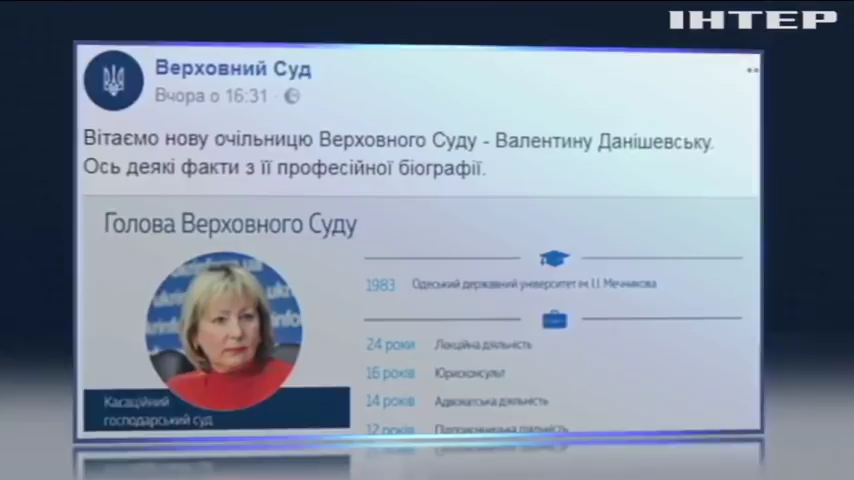 ІНТЕР
Верховний Суд
Вчора о 16:31
Вітаємо нову очільницю Верховного Суду - Валентину Данішевську.
Ось деякі факти з її професійної біографії.
Голова Верховного Суду
1983 Одеський державний університет ім. І.І. Мечникова
24 роки Лекційна діяльність
16 років Юрисконсульт
14 років Адвокатська діяльність
12 років
Касаційний
господарський суд